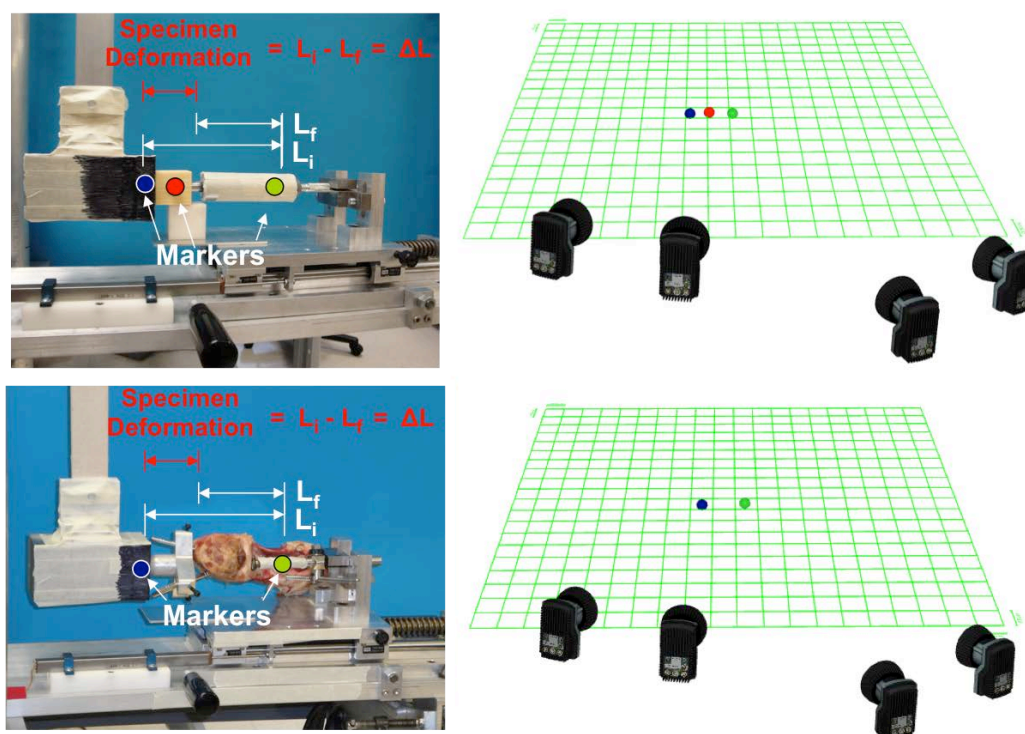 Specimen
Deformation = Li - Lf = ΔL
Lf
Li
Markers
Specimen
Deformation = Li - Lf = ΔL
Lf
Li
Markers